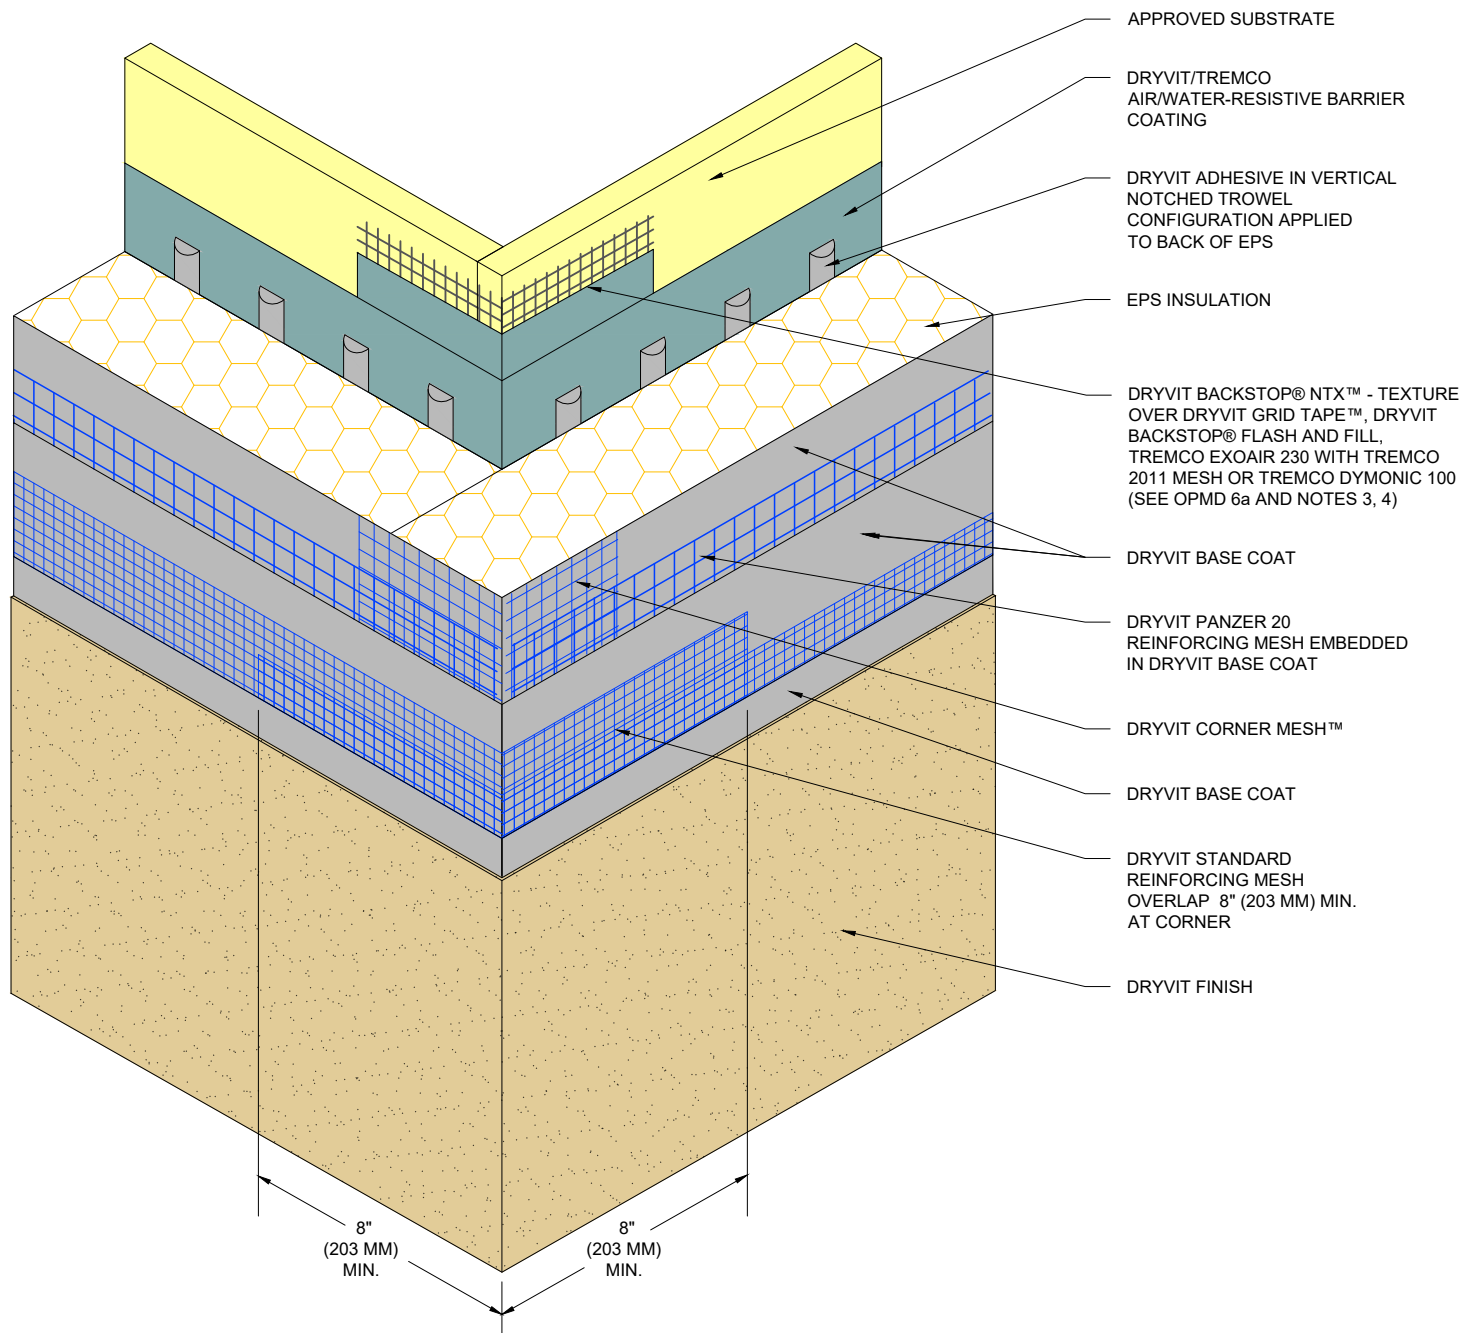 APPROVED SUBSTRATE
DRYVIT/TREMCO
AIR/WATER-RESISTIVE BARRIER
COATING
DRYVIT ADHESIVE IN VERTICAL
NOTCHED TROWEL
CONFIGURATION APPLIED
TO BACK OF EPS
EPS INSULATION
DRYVIT BACKSTOP® NTX™ - TEXTURE
OVER DRYVIT GRID TAPE™, DRYVIT
BACKSTOP® FLASH AND FILL,
TREMCO EXOAIR 230 WITH TREMCO
2011 MESH OR TREMCO DYMONIC 100
(SEE OPMD 6a AND NOTES 3, 4)
DRYVIT BASE COAT
DRYVIT PANZER 20
REINFORCING MESH EMBEDDED
IN DRYVIT BASE COAT
DRYVIT CORNER MESH™
DRYVIT BASE COAT
DRYVIT STANDARD
REINFORCING MESH
OVERLAP 8" (203 MM) MIN.
AT CORNER
DRYVIT FINISH
8"
(203 MM)
MIN.
8"
(203 MM)
MIN.